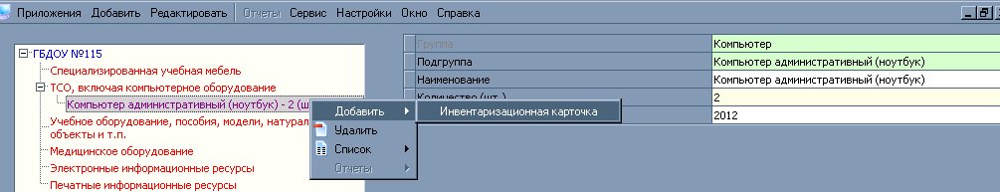 Приложения Добавить Редактировать Отчеты Сервис Настройки Окно Справка
ГБДОУ №115
Специализированная учебная мебель
ТСО, включая компьютерное оборудование
Компьютер административный (ноутбук) - 2 (ш
Учебное оборудование, пособия, модели, натурал
объекты и т.п.
Медицинское оборудование
Электронные информационные ресурсы
Печатные информационные ресурсы
Добавить
Удалить
Список
Отчеты
Инвентаризационная карточка
Группа Компьютер
Подгруппа Компьютер административный (ноутбук)
Наименование Компьютер административный (ноутбук)
Количество (шт.) 2
2012